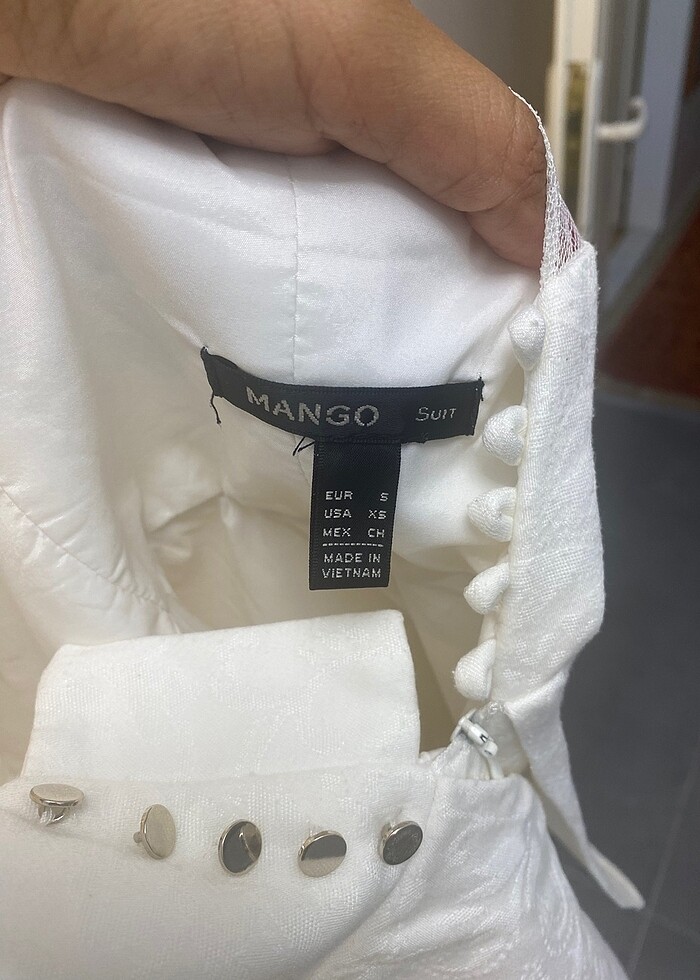 MANGO SUIT
EUR S
USA XS
MEX CH
MADE IN
VIETNAM